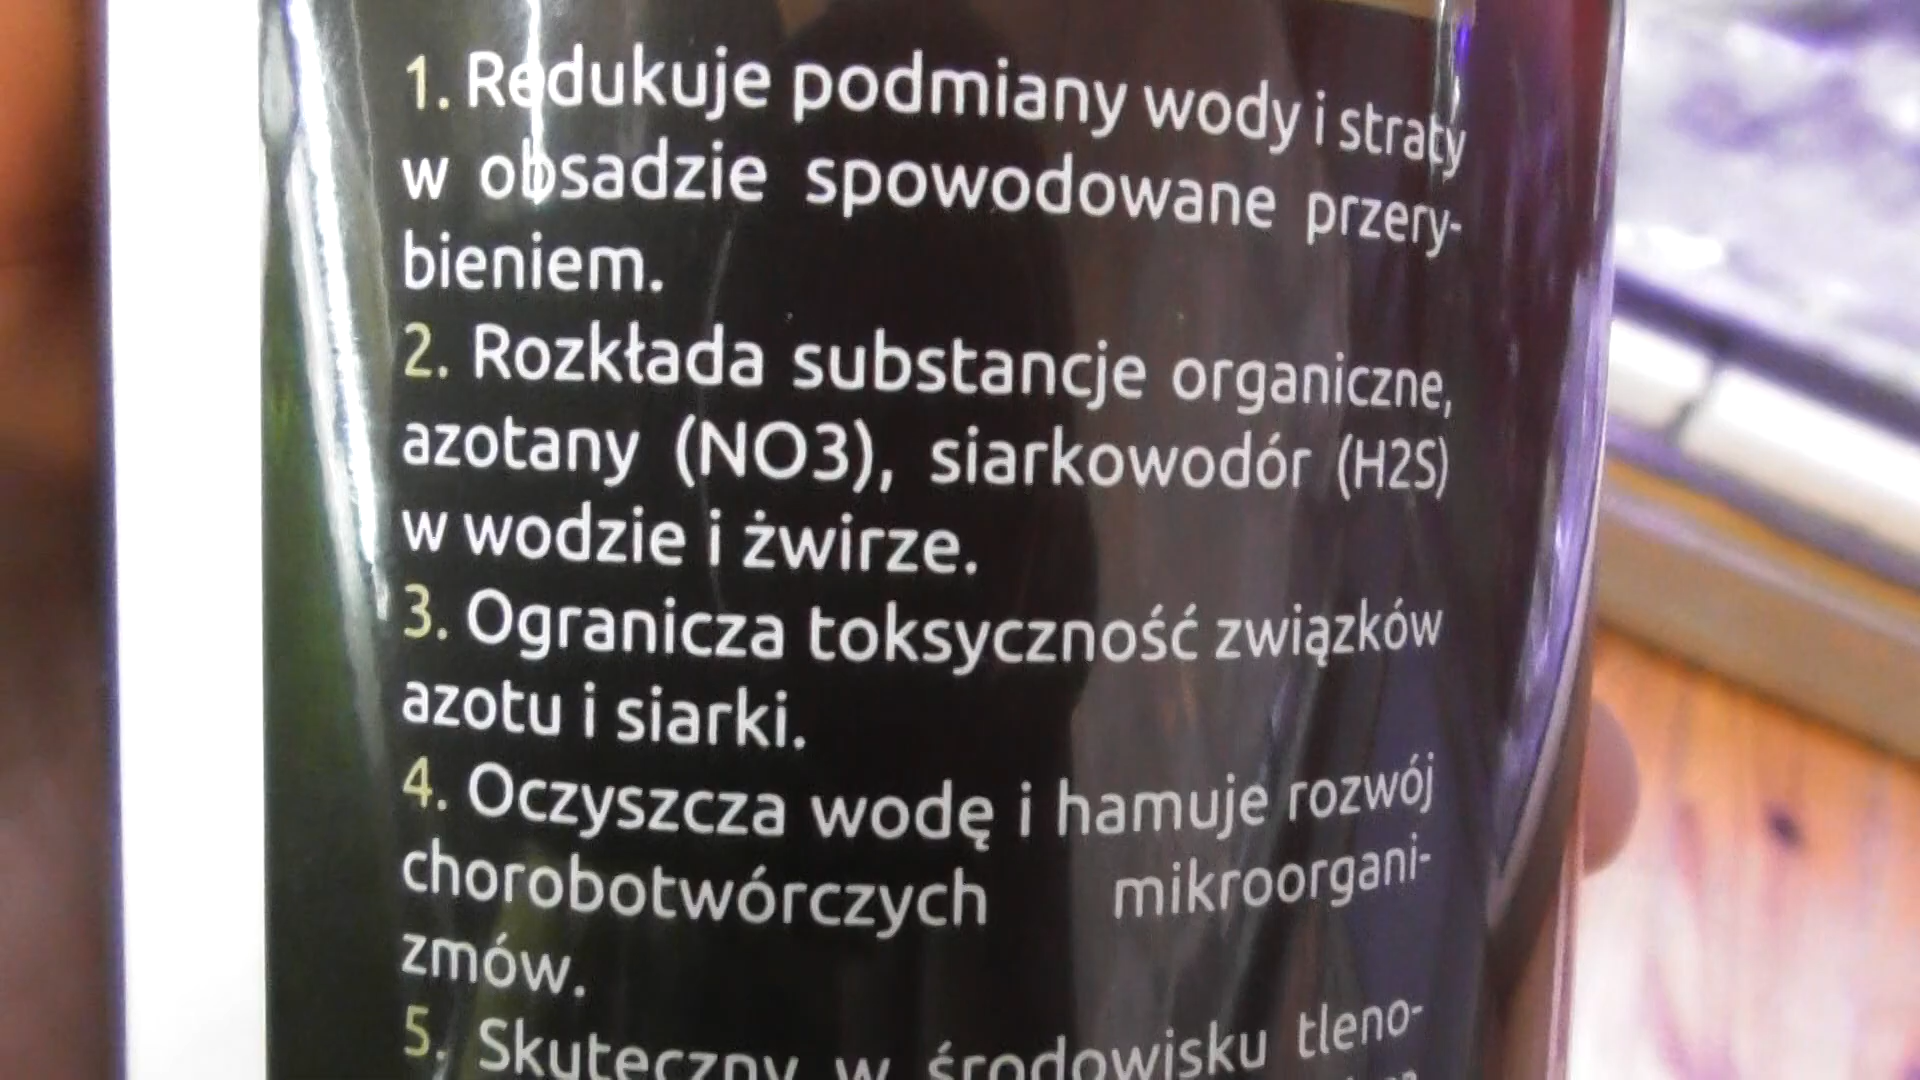 1. Redukuje podmiany wody i straty
w obsadzie spowodowane przery-
bieniem.
2. Rozkłada substancje organiczne,
azotany (NO3), siarkowodór (H2S)
w wodzie i żwirze.
3. Ogranicza toksyczność związków
azotu i siarki.
4. Oczyszcza wodę i hamuje rozwój
chorobotwórczych mikroorgani-
zmów.
5. Skuteczny w środowisku tleno-